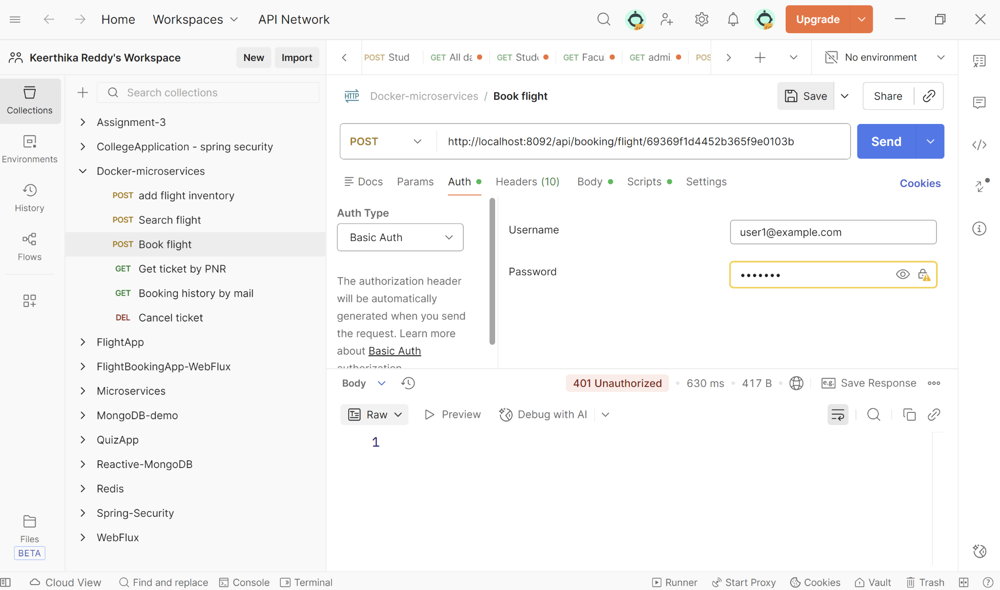 Home Workspaces API Network Upgrade
Keerthika Reddy's Workspace New Import
POST Stud GET All da GET Stud GET Facu GET admi. POS No environment
Collections
Search collections
Environments
History
Flows
Files
BETA
Assignment-3
CollegeApplication - spring security
Docker-microservices
POST add flight inventory
POST Search flight
POST Book flight
GET Get ticket by PNR
GET Booking history by mail
DEL Cancel ticket
FlightApp
FlightBookingApp-WebFlux
Microservices
MongoDB-demo
QuizApp
Reactive-MongoDB
Redis
Spring-Security
WebFlux
HTTP Docker-microservices / Book flight Save Share
POST http://localhost:8092/api/booking/flight/69369f1d4452b365f9e0103b Send
Docs Params Auth Headers (10) Body Scripts Settings Cookies
Auth Type
Basic Auth
The authorization header
will be automatically
generated when you send
the request. Learn more
about Basic Auth
authorization
Username user1@example.com
Password •••••••
Body 401 Unauthorized • 630 ms • 417 B • e.g. Save Response
Raw Preview Debug with AI
1
Cloud View Find and replace Console Terminal Runner Start Proxy Cookies Vault Trash